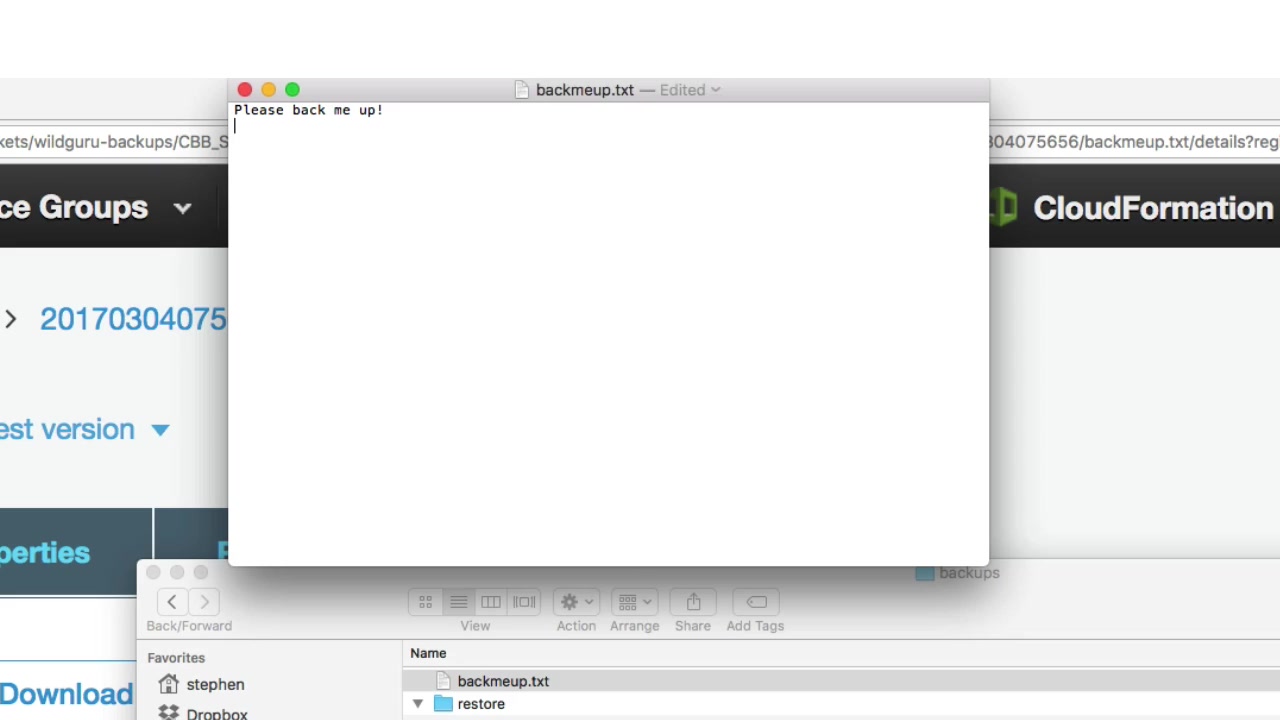 backmeup.txt — Edited
Please back me up!
kets/wildguru-backups/CBB_S
304075656/backmeup.txt/details?reg
ce Groups
CloudFormation
20170304075
est version
perties
backups
Back/Forward
View
Action
Arrange
Share
Add Tags
Favorites
Name
stephen
backmeup.txt
Download
restore
Dropbox